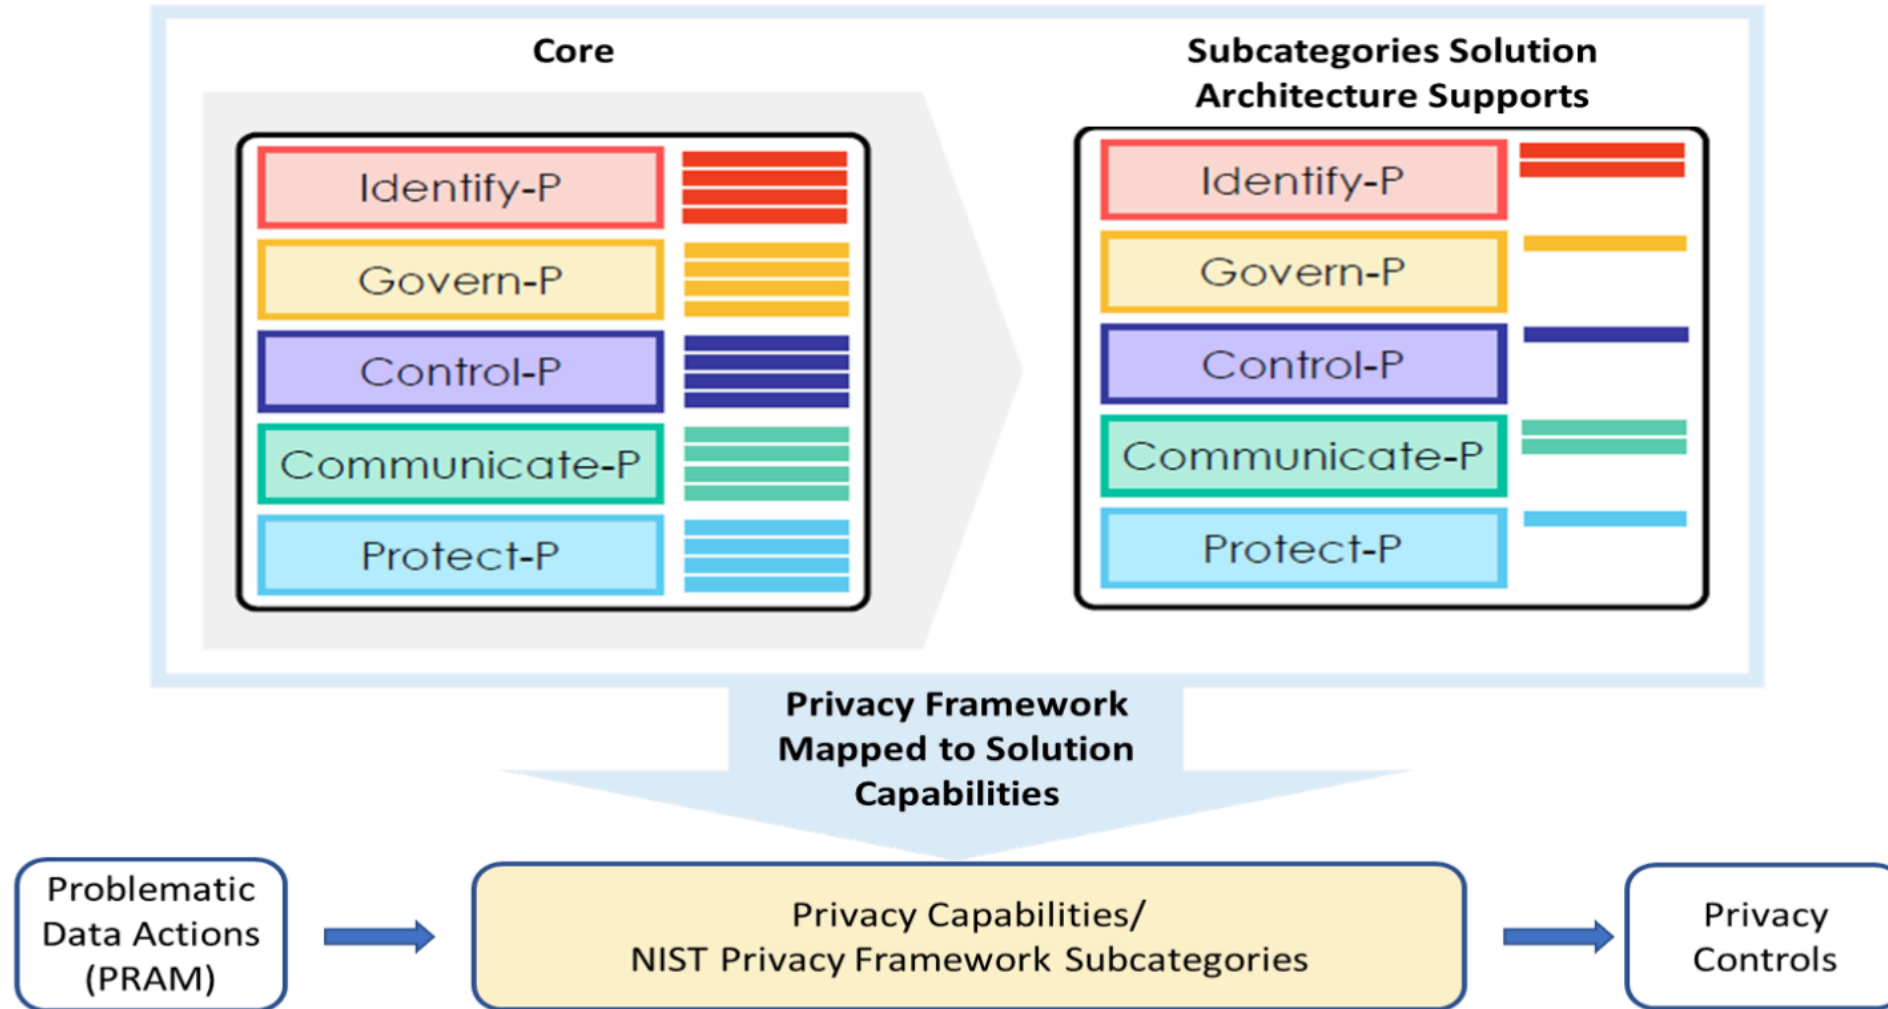 Core
Subcategories Solution
Architecture Supports
Identify-P
Govern-P
Control-P
Communicate-P
Protect-P
Identify-P
Govern-P
Control-P
Communicate-P
Protect-P
Privacy Framework
Mapped to Solution
Capabilities
Problematic
Data Actions
(PRAM)
Privacy Capabilities/
NIST Privacy Framework Subcategories
Privacy
Controls